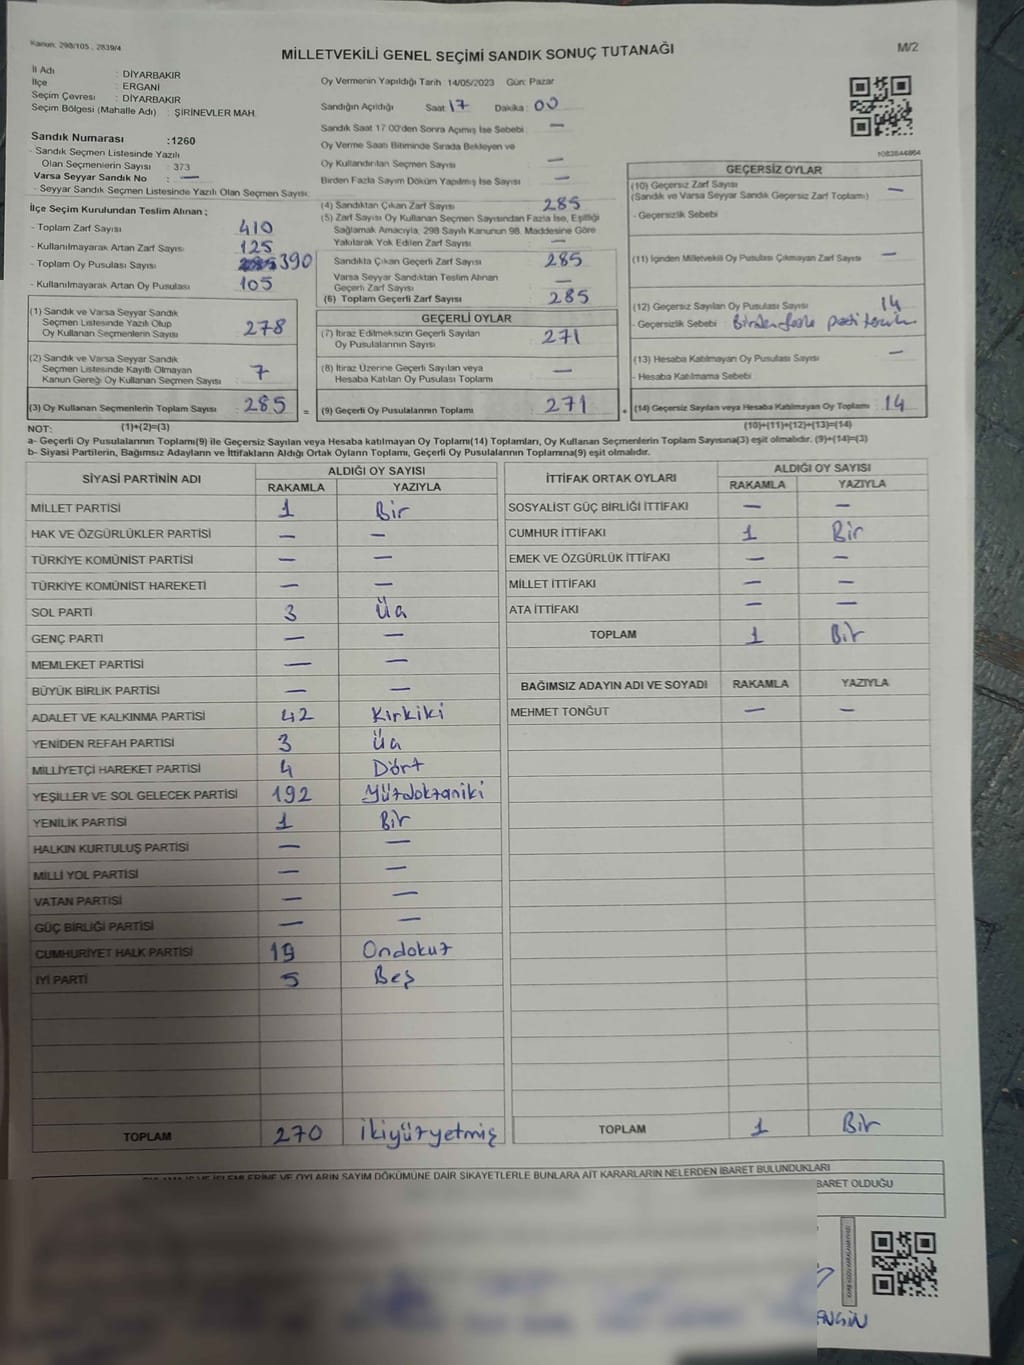 Kanun: 298/105 , 2839/4
MİLLETVEKİLİ GENEL SEÇİMİ SANDIK SONUÇ TUTANAĞI
M/2
İl Adı : DİYARBAKIR
İlçe : ERGANİ
Seçim Çevresi : DİYARBAKIR
Seçim Bölgesi (Mahalle Adı) : ŞİRİNEVLER MAH.
Sandık Numarası :1260
- Sandık Seçmen Listesinde Yazılı
Olan Seçmenlerin Sayısı : 373
Varsa Seyyar Sandık No : —
- Seyyar Sandık Seçmen Listesinde Yazılı Olan Seçmen Sayısı:
İlçe Seçim Kurulundan Teslim Alınan ;
- Toplam Zarf Sayısı 410
- Kullanılmayarak Artan Zarf Sayısı 125
- Toplam Oy Pusulası Sayısı 390
- Kullanılmayarak Artan Oy Pusulası 105
(1) Sandık ve Varsa Seyyar Sandık
Seçmen Listesinde Yazılı Olup
Oy Kullanan Seçmenlerin Sayısı 278
(2) Sandık ve Varsa Seyyar Sandık
Seçmen Listesinde Kayıtlı Olmayan
Kanun Gereği Oy Kullanan Seçmen Sayısı 7
(3) Oy Kullanan Seçmenlerin Toplam Sayısı : 285 =
Oy Vermenin Yapıldığı Tarih 14/05/2023 Gün: Pazar
Sandığın Açıldığı Saat 17 Dakika : 00
Sandık Saat 17:00'den Sonra Açılmış İse Sebebi : —
Oy Verme Saati Bitiminde Sırada Bekleyen ve
Oy Kullandırılan Seçmen Sayısı —
Birden Fazla Sayım Döküm Yapılmış İse Sayısı —
(4) Sandıktan Çıkan Zarf Sayısı 285
(5) Zarf Sayısı Oy Kullanan Seçmen Sayısından Fazla İse, Eşitliği
Sağlamak Amacıyla, 298 Sayılı Kanunun 98. Maddesine Göre
Yakılarak Yok Edilen Zarf Sayısı —
Sandıkta Çıkan Geçerli Zarf Sayısı 285
Varsa Seyyar Sandıktan Teslim Alınan
Geçerli Zarf Sayısı —
(6) Toplam Geçerli Zarf Sayısı 285
GEÇERLİ OYLAR
(7) İtiraz Edilmeksizin Geçerli Sayılan
Oy Pusulalarının Sayısı 271
(8) İtiraz Üzerine Geçerli Sayılan veya
Hesaba Katılan Oy Pusulası Toplamı —
(9) Geçerli Oy Pusulalarının Toplamı 271 +
1083844864
GEÇERSİZ OYLAR
(10) Geçersiz Zarf Sayısı —
(Sandık ve Varsa Seyyar Sandık Geçersiz Zarf Toplamı)
- Geçersizlik Sebebi
(11) İçinden Milletvekili Oy Pusulası Çıkmayan Zarf Sayısı —
(12) Geçersiz Sayılan Oy Pusulası Sayısı 14
- Geçersizlik Sebebi : Birden fazla parti
(13) Hesaba Katılmayan Oy Pusulası Sayısı —
- Hesaba Katılmama Sebebi
(14) Geçersiz Sayılan veya Hesaba Katılmayan Oy Toplamı 14
NOT: (1)+(2)=(3) (10)+(11)+(12)+(13)=(14)
a- Geçerli Oy Pusulalarının Toplamı(9) ile Geçersiz Sayılan veya Hesaba katılmayan Oy Toplamı(14) Toplamları, Oy Kullanan Seçmenlerin Toplam Sayısına(3) eşit olmalıdır. (9)+(14)=(3)
b- Siyasi Partilerin, Bağımsız Adayların ve İttifakların Aldığı Ortak Oyların Toplamı, Geçerli Oy Pusulalarının Toplamına(9) eşit olmalıdır.
SİYASİ PARTİNİN ADI ALDIĞI OY SAYISI
RAKAMLA YAZIYLA
MİLLET PARTİSİ 1 Bir
HAK VE ÖZGÜRLÜKLER PARTİSİ — —
TÜRKİYE KOMÜNİST PARTİSİ — —
TÜRKİYE KOMÜNİST HAREKETİ — —
SOL PARTİ 3 Üç
GENÇ PARTİ — —
MEMLEKET PARTİSİ — —
BÜYÜK BİRLİK PARTİSİ — —
ADALET VE KALKINMA PARTİSİ 42 Kırkiki
YENİDEN REFAH PARTİSİ 3 Üç
MİLLİYETÇİ HAREKET PARTİSİ 4 Dört
YEŞİLLER VE SOL GELECEK PARTİSİ 192 Yüzdokzaniki
YENİLİK PARTİSİ 1 Bir
HALKIN KURTULUŞ PARTİSİ — —
MİLLİ YOL PARTİSİ — —
VATAN PARTİSİ — —
GÜÇ BİRLİĞİ PARTİSİ — —
CUMHURİYET HALK PARTİSİ 19 Ondokuz
İYİ PARTİ 5 Beş
TOPLAM 270 İkiyüzyetmiş
İTTİFAK ORTAK OYLARI ALDIĞI OY SAYISI
RAKAMLA YAZIYLA
SOSYALİST GÜÇ BİRLİĞİ İTTİFAKI — —
CUMHUR İTTİFAKI 1 Bir
EMEK VE ÖZGÜRLÜK İTTİFAKI — —
MİLLET İTTİFAKI — —
ATA İTTİFAKI — —
TOPLAM 1 Bir
BAĞIMSIZ ADAYIN ADI VE SOYADI RAKAMLA YAZIYLA
MEHMET TONĞUT — —
TOPLAM 1 Bir
VE OYLARIN SAYIM DÖKÜMÜNE DAİR ŞİKAYETLERLE BUNLARA AİT KARARLARIN NELERDEN İBARET BULUNDUKLARI
BARET OLDUĞU